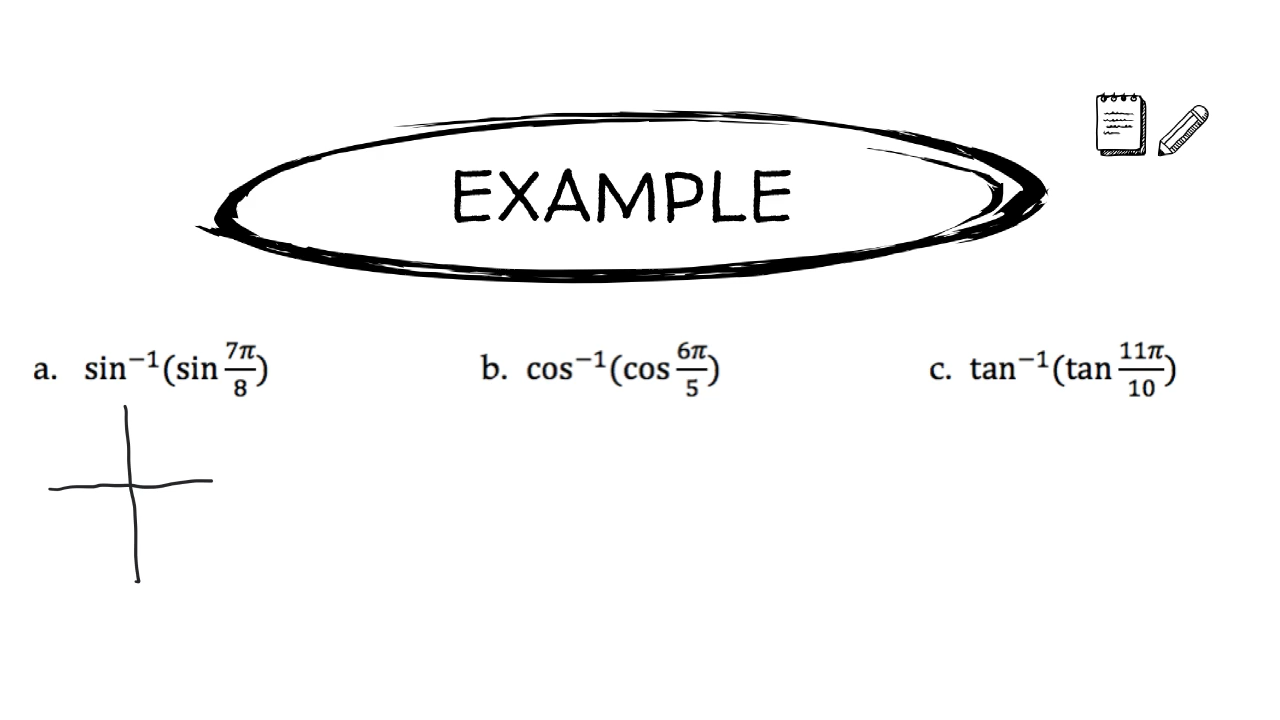 EXAMPLE
a. sin⁻¹(sin 7π/8) b. cos⁻¹(cos 6π/5) c. tan⁻¹(tan 11π/10)